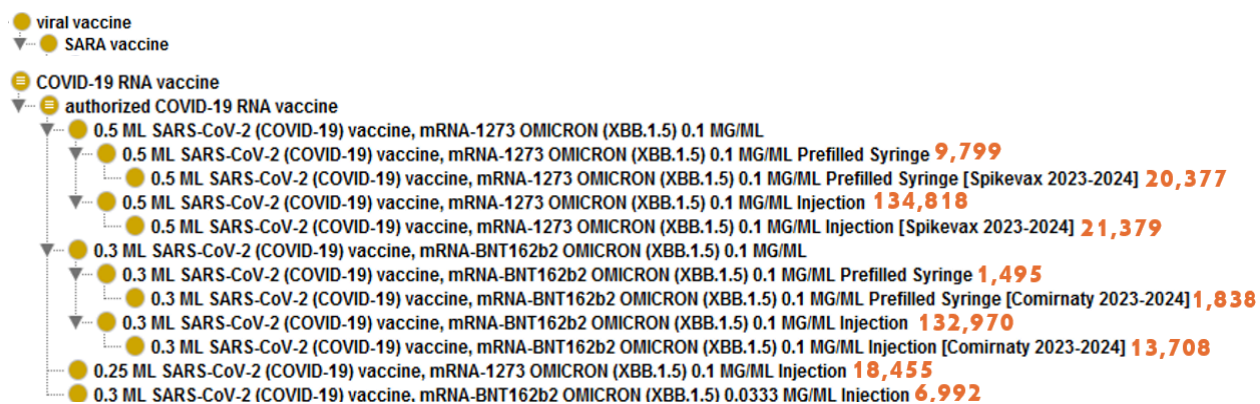 viral vaccine
SARA vaccine
COVID-19 RNA vaccine
authorized COVID-19 RNA vaccine
0.5 ML SARS-CoV-2 (COVID-19) vaccine, mRNA-1273 OMICRON (XBB.1.5) 0.1 MG/ML
0.5 ML SARS-CoV-2 (COVID-19) vaccine, mRNA-1273 OMICRON (XBB.1.5) 0.1 MG/ML Prefilled Syringe 9,799
0.5 ML SARS-CoV-2 (COVID-19) vaccine, mRNA-1273 OMICRON (XBB.1.5) 0.1 MG/ML Prefilled Syringe [Spikevax 2023-2024] 20,377
0.5 ML SARS-CoV-2 (COVID-19) vaccine, mRNA-1273 OMICRON (XBB.1.5) 0.1 MG/ML Injection 134,818
0.5 ML SARS-CoV-2 (COVID-19) vaccine, mRNA-1273 OMICRON (XBB.1.5) 0.1 MG/ML Injection [Spikevax 2023-2024] 21,379
0.3 ML SARS-CoV-2 (COVID-19) vaccine, mRNA-BNT162b2 OMICRON (XBB.1.5) 0.1 MG/ML
0.3 ML SARS-CoV-2 (COVID-19) vaccine, mRNA-BNT162b2 OMICRON (XBB.1.5) 0.1 MG/ML Prefilled Syringe 1,495
0.3 ML SARS-CoV-2 (COVID-19) vaccine, mRNA-BNT162b2 OMICRON (XBB.1.5) 0.1 MG/ML Prefilled Syringe [Comirnaty 2023-2024] 1,838
0.3 ML SARS-CoV-2 (COVID-19) vaccine, mRNA-BNT162b2 OMICRON (XBB.1.5) 0.1 MG/ML Injection 132,970
0.3 ML SARS-CoV-2 (COVID-19) vaccine, mRNA-BNT162b2 OMICRON (XBB.1.5) 0.1 MG/ML Injection [Comirnaty 2023-2024] 13,708
0.25 ML SARS-CoV-2 (COVID-19) vaccine, mRNA-1273 OMICRON (XBB.1.5) 0.1 MG/ML Injection 18,455
0.3 ML SARS-CoV-2 (COVID-19) vaccine, mRNA-BNT162b2 OMICRON (XBB.1.5) 0.0333 MG/ML Injection 6,992